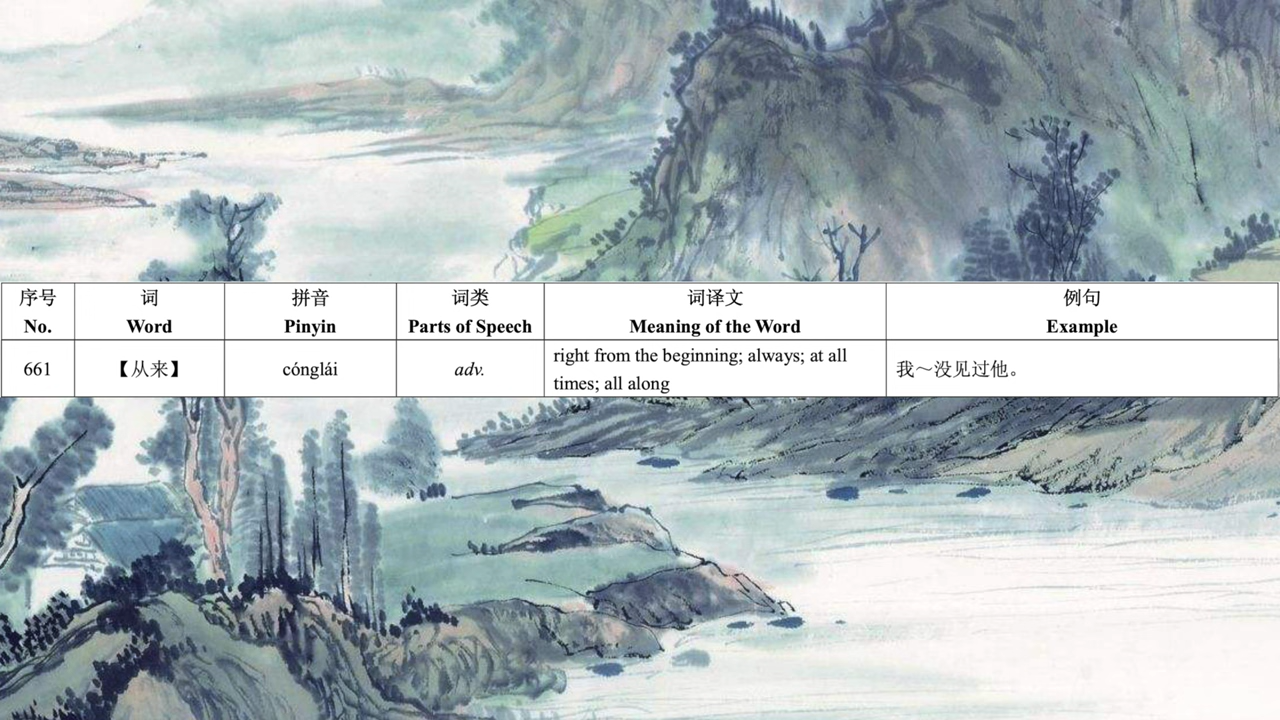 序号 词 拼音 词类 词译文 例句
No. Word Pinyin Parts of Speech Meaning of the Word Example
661 【从来】 cónglái adv. right from the beginning; always; at all times; all along 我～没见过他。